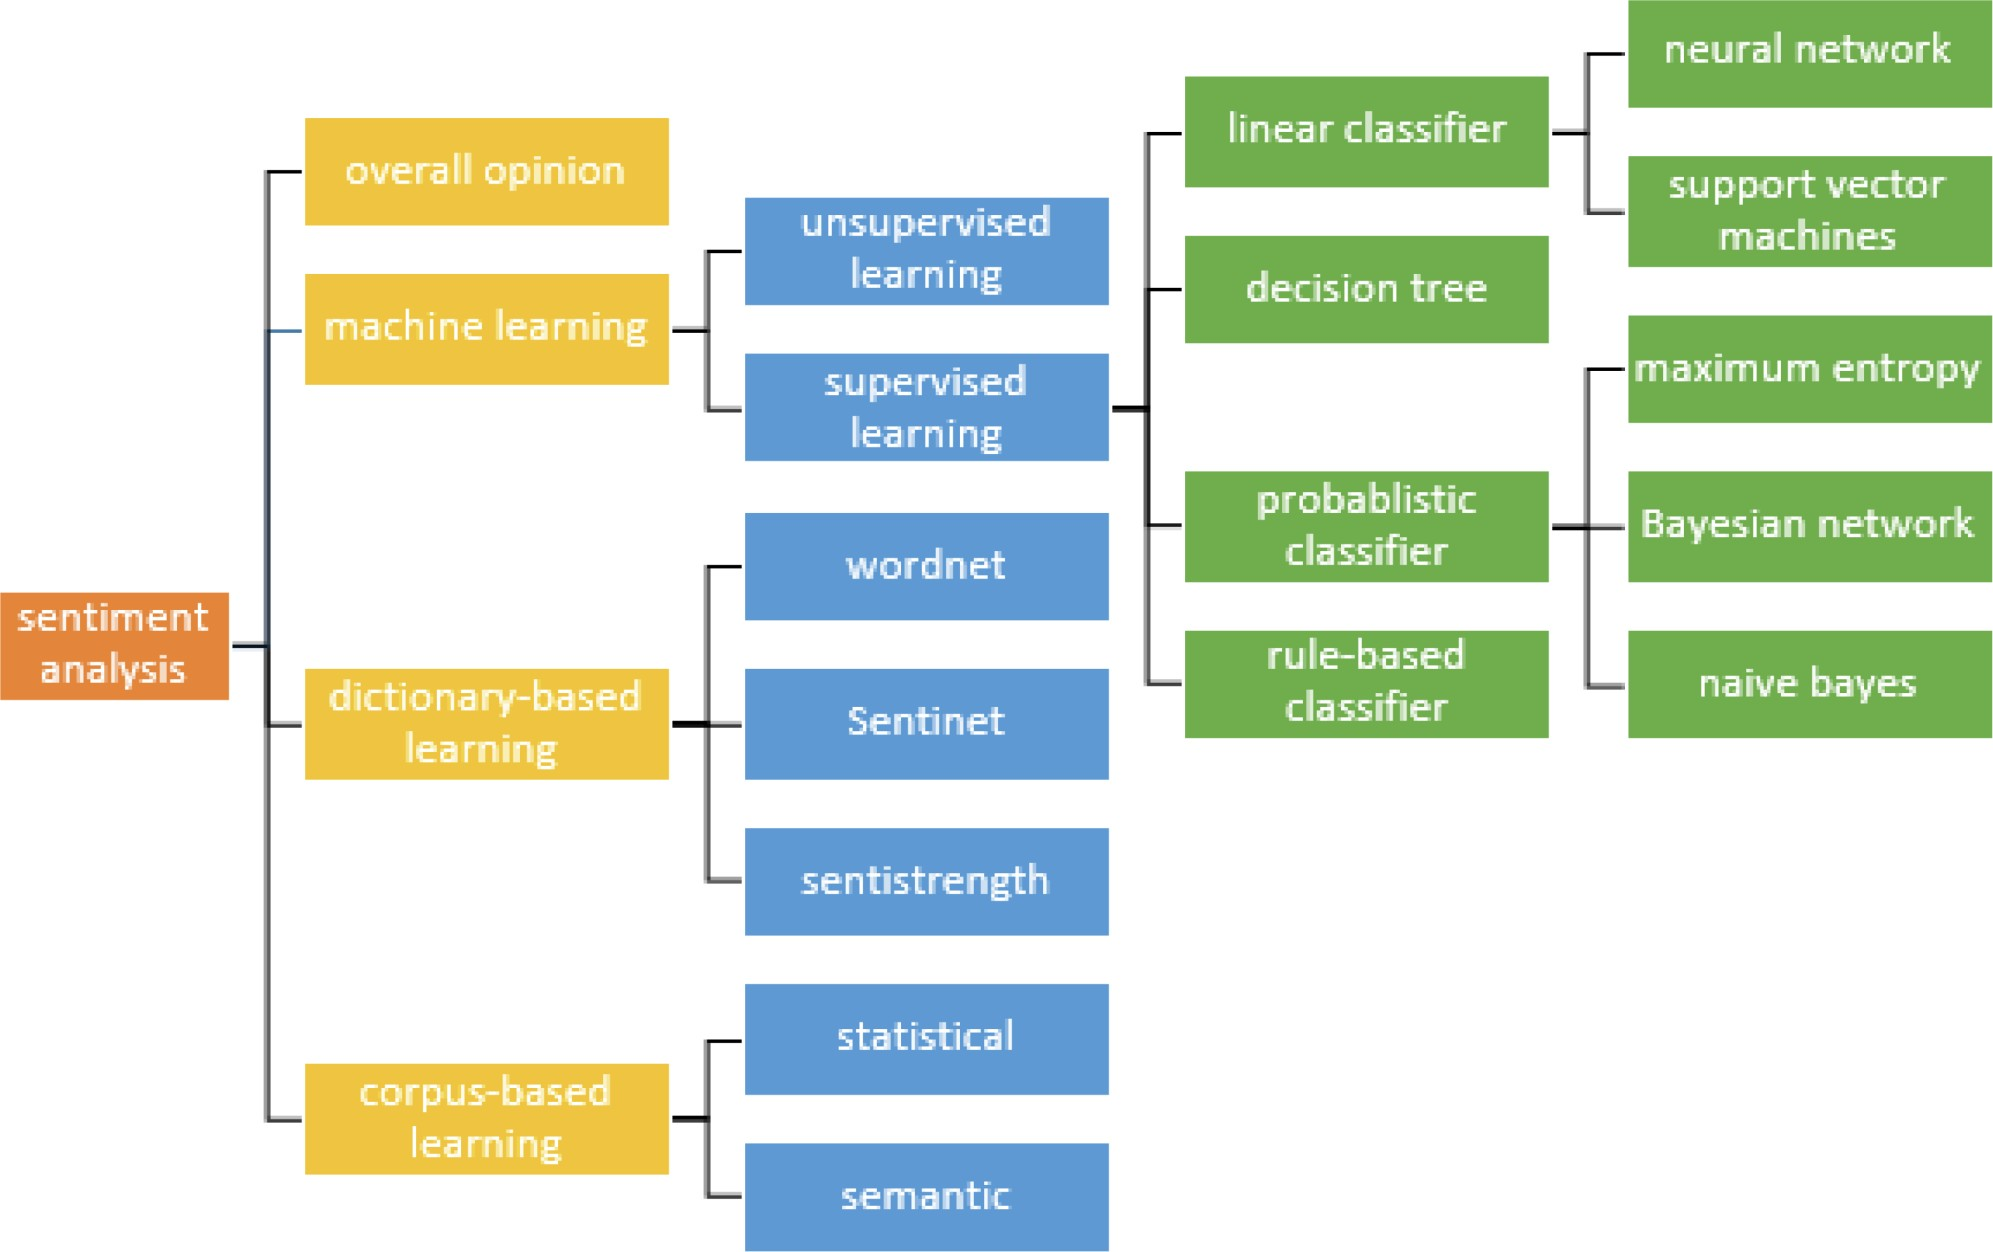 sentiment
analysis
overall opinion
machine learning
unsupervised
learning
supervised
learning
linear classifier
neural network
support vector
machines
decision tree
probablistic
classifier
maximum entropy
Bayesian network
naive bayes
rule-based
classifier
dictionary-based
learning
wordnet
Sentinet
sentistrength
corpus-based
learning
statistical
semantic